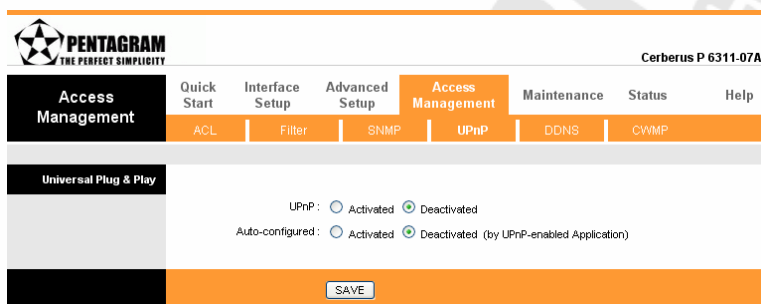 PENTAGRAM
THE PERFECT SIMPLICITY
Cerberus P 6311-07A
Access Management
Quick Start
Interface Setup
Advanced Setup
Access Management
Maintenance
Status
Help
ACL
Filter
SNMP
UPnP
DDNS
CWMP
Universal Plug & Play
UPnP : Activated Deactivated
Auto-configured : Activated Deactivated (by UPnP-enabled Application)
SAVE